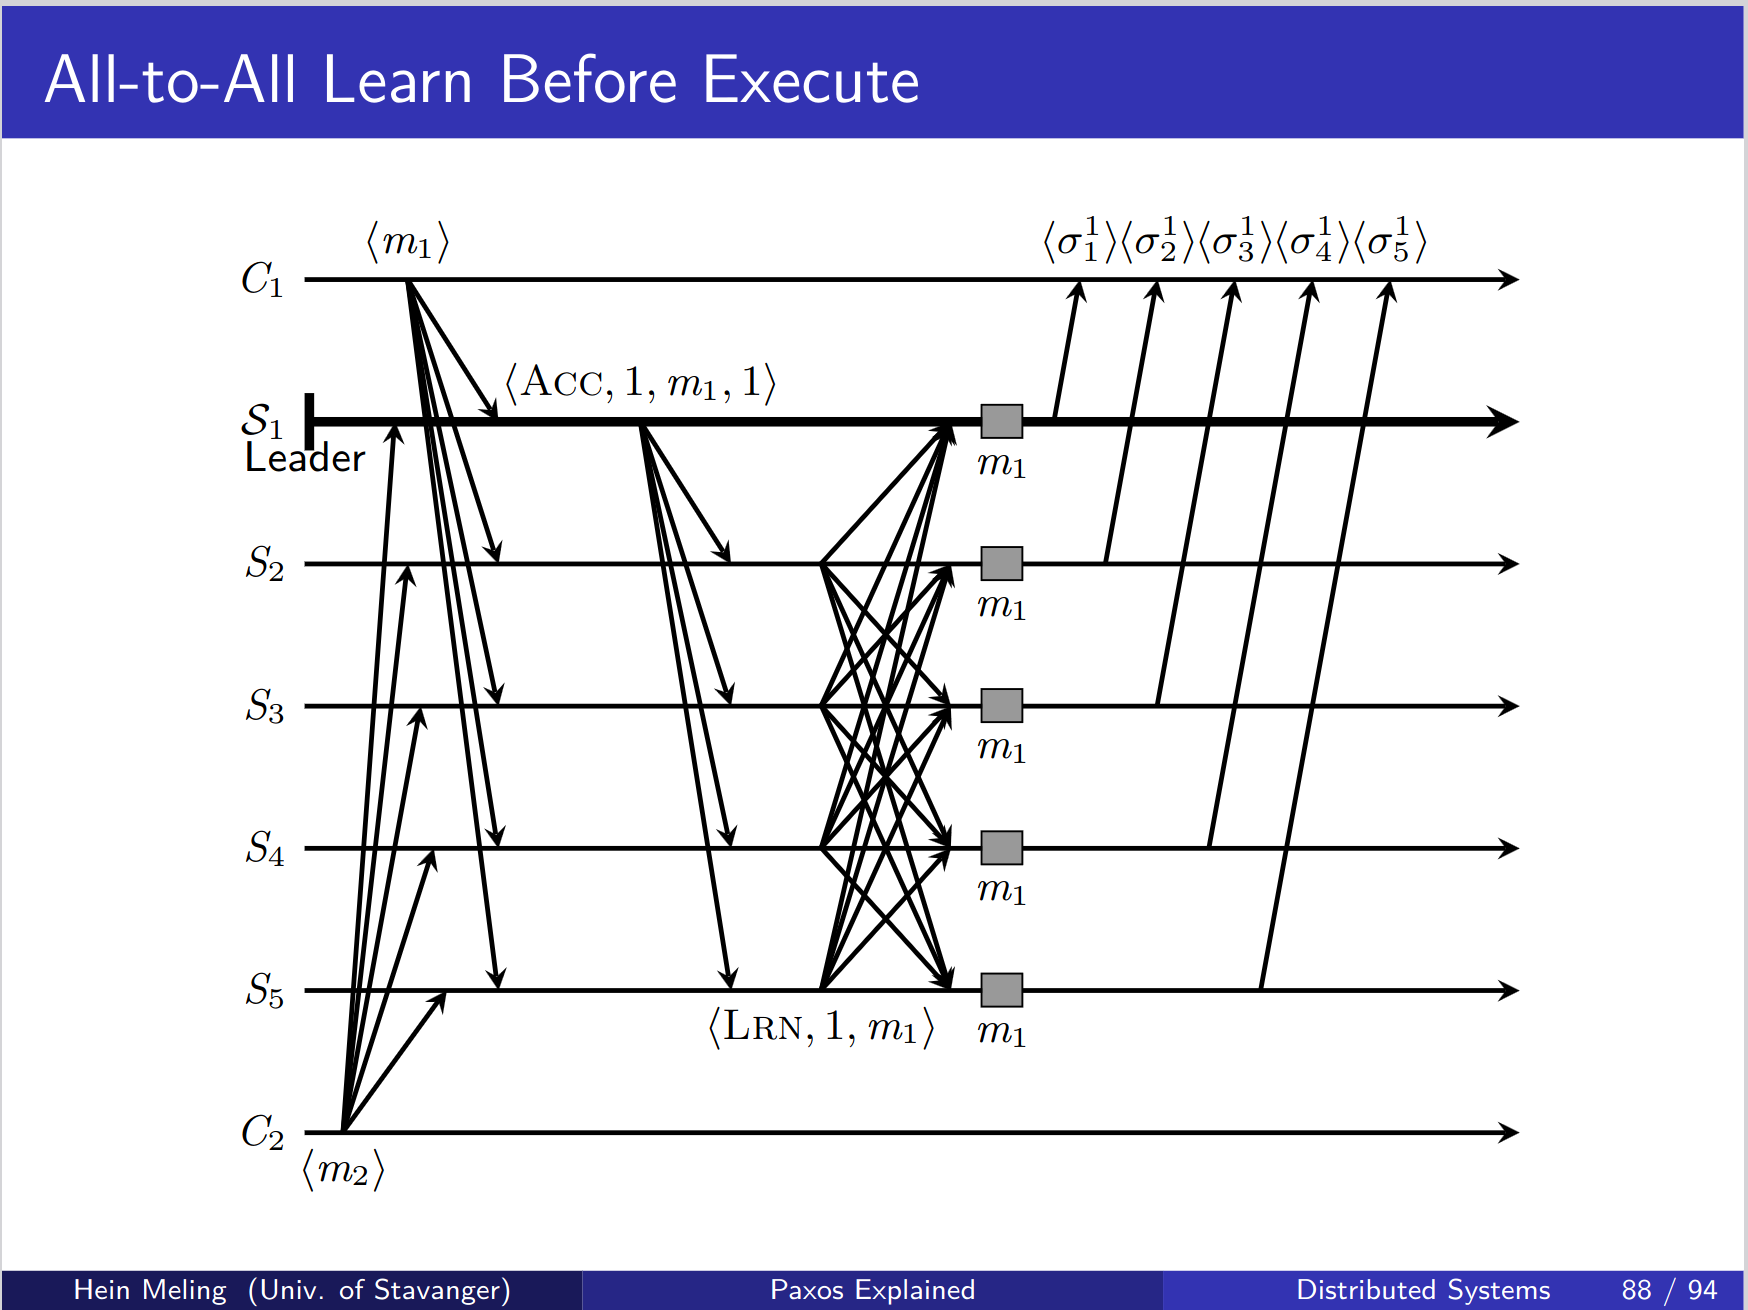 All-to-All Learn Before Execute
⟨m₁⟩ ⟨σ₁¹⟩⟨σ₂¹⟩⟨σ₃¹⟩⟨σ₄¹⟩⟨σ₅¹⟩
C₁
⟨Acc, 1, m₁, 1⟩
S₁
Leader
m₁
S₂
m₁
S₃
m₁
S₄
m₁
S₅
⟨Lrn, 1, m₁⟩ m₁
C₂
⟨m₂⟩
Hein Meling (Univ. of Stavanger) Paxos Explained Distributed Systems 88 / 94